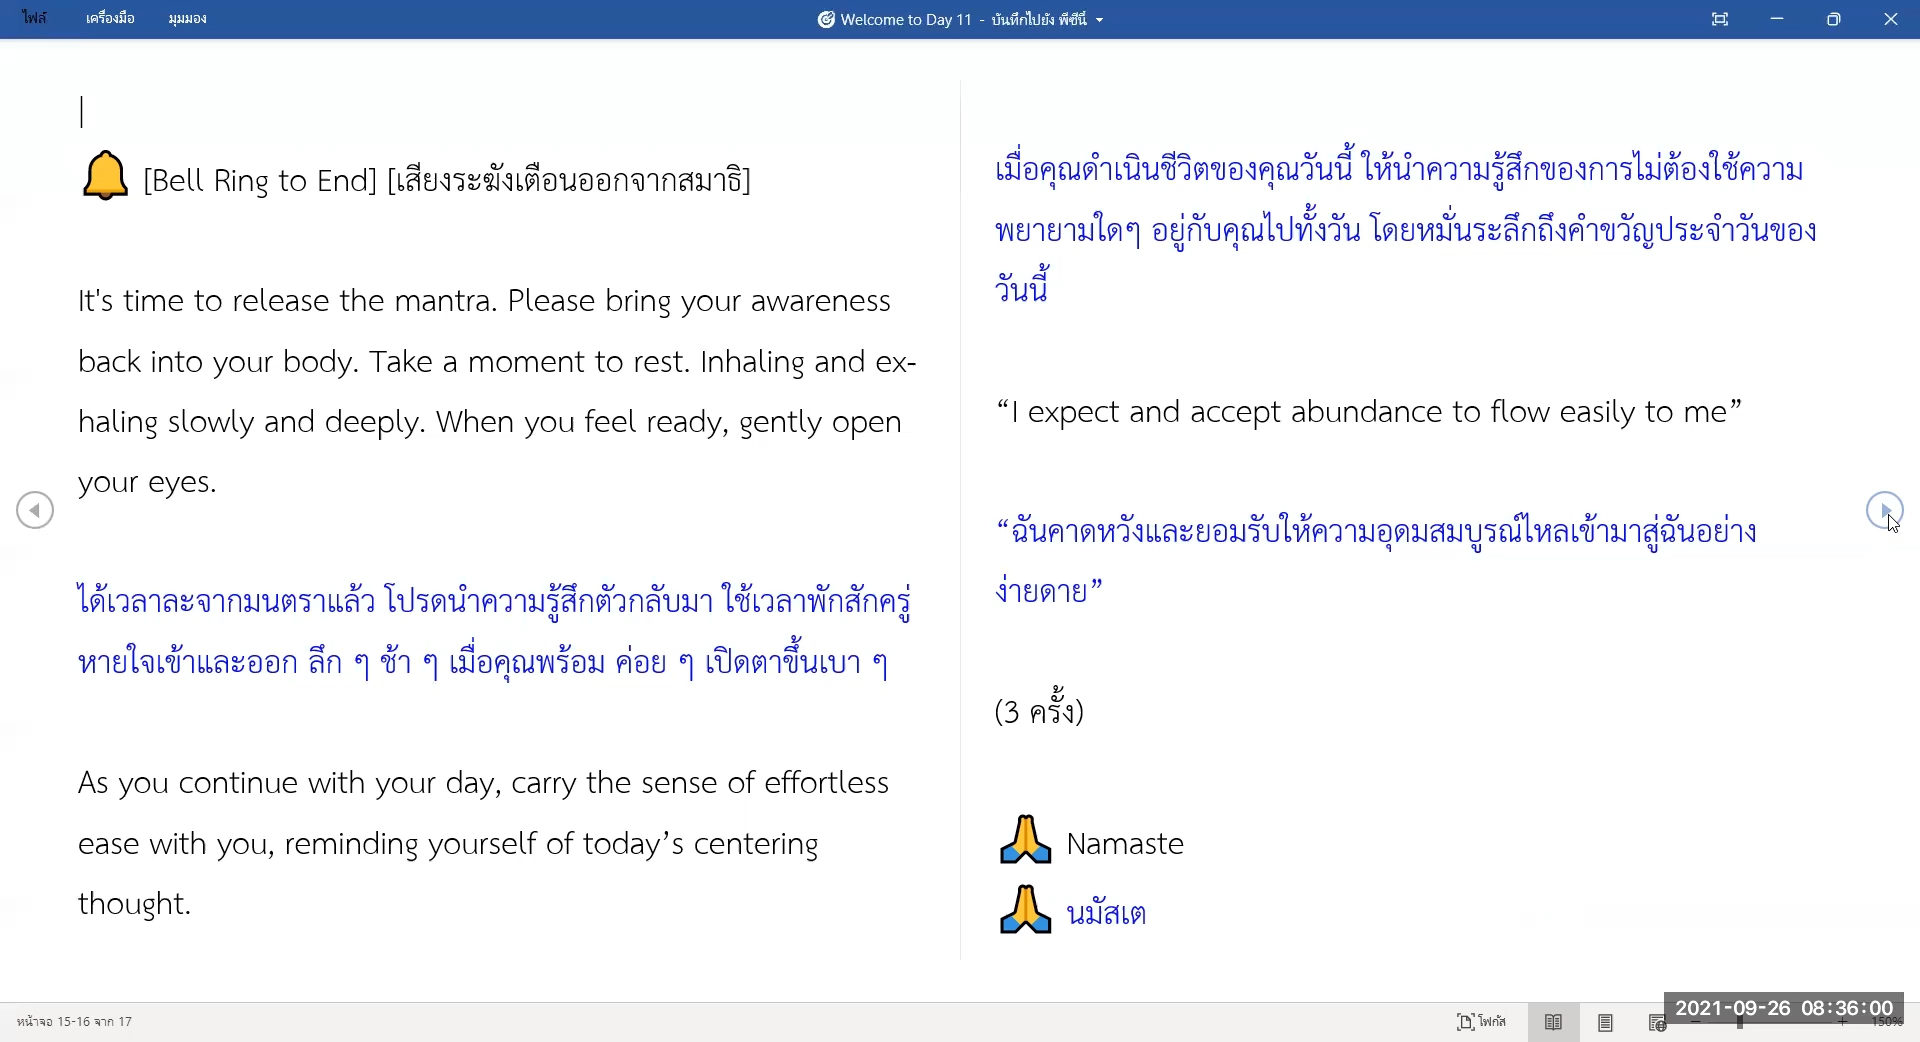 ไฟล์ เครื่องมือ มุมมอง
Welcome to Day 11 - บันทึกไปยัง พีซีนี้
[Bell Ring to End] [เสียงระฆังเตือนออกจากสมาธิ]
It's time to release the mantra. Please bring your awareness
back into your body. Take a moment to rest. Inhaling and ex-
haling slowly and deeply. When you feel ready, gently open
your eyes.
ได้เวลาละจากมนตราแล้ว โปรดนำความรู้สึกตัวกลับมา ใช้เวลาพักสักครู่
หายใจเข้าและออก ลึก ๆ ช้า ๆ เมื่อคุณพร้อม ค่อย ๆ เปิดตาขึ้นเบา ๆ
As you continue with your day, carry the sense of effortless
ease with you, reminding yourself of today’s centering
thought.
เมื่อคุณดำเนินชีวิตของคุณวันนี้ ให้นำความรู้สึกของการไม่ต้องใช้ความ
พยายามใดๆ อยู่กับคุณไปทั้งวัน โดยหมั่นระลึกถึงคำขวัญประจำวันของ
วันนี้
“I expect and accept abundance to flow easily to me”
“ฉันคาดหวังและยอมรับให้ความอุดมสมบูรณ์ไหลเข้ามาสู่ฉันอย่าง
ง่ายดาย”
(3 ครั้ง)
Namaste
นมัสเต
หน้าจอ 15-16 จาก 17
โฟกัส
2021-09-26 08:36:00
150%